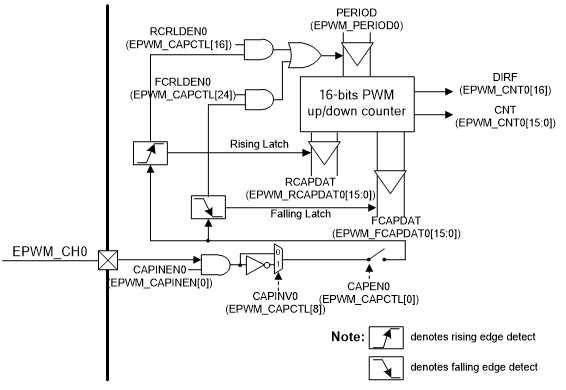 PERIOD
(EPWM_PERIOD0)
RCRLDEN0
(EPWM_CAPCTL[16])
FCRLDEN0
(EPWM_CAPCTL[24])
16-bits PWM
up/down counter
DIRF
(EPWM_CNT0[16])
CNT
(EPWM_CNT0[15:0])
Rising Latch
RCAPDAT
(EPWM_RCAPDAT0[15:0])
Falling Latch
FCAPDAT
(EPWM_FCAPDAT0[15:0])
EPWM_CH0
CAPINEN0
(EPWM_CAPINEN[0])
0
1
CAPINV0
(EPWM_CAPCTL[8])
CAPEN0
(EPWM_CAPCTL[0])
Note:
denotes rising edge detect
denotes falling edge detect